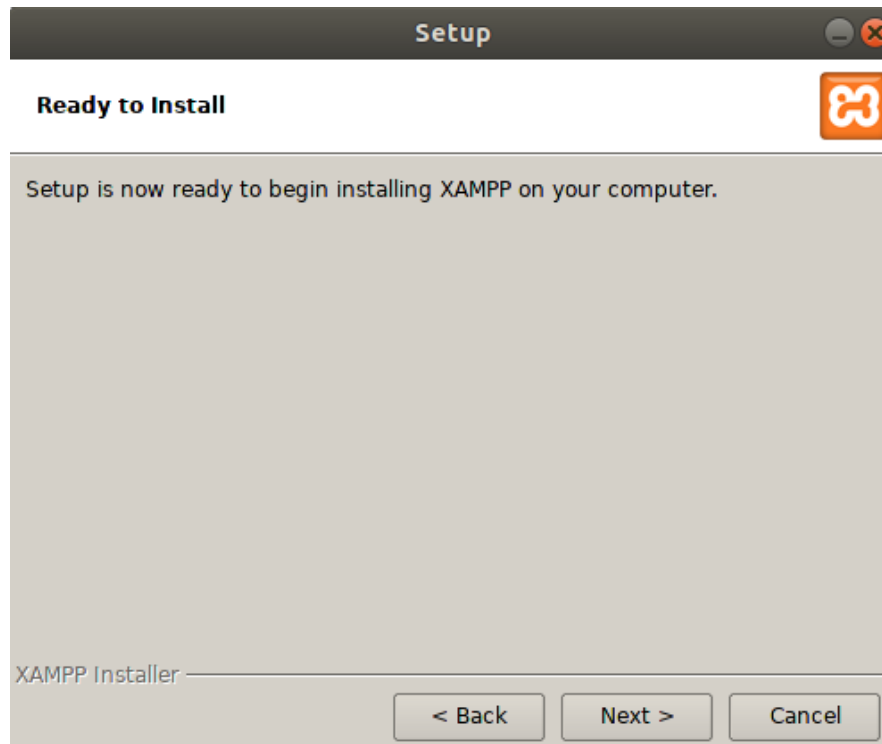 Setup
Ready to Install
Setup is now ready to begin installing XAMPP on your computer.
XAMPP Installer
< Back Next > Cancel